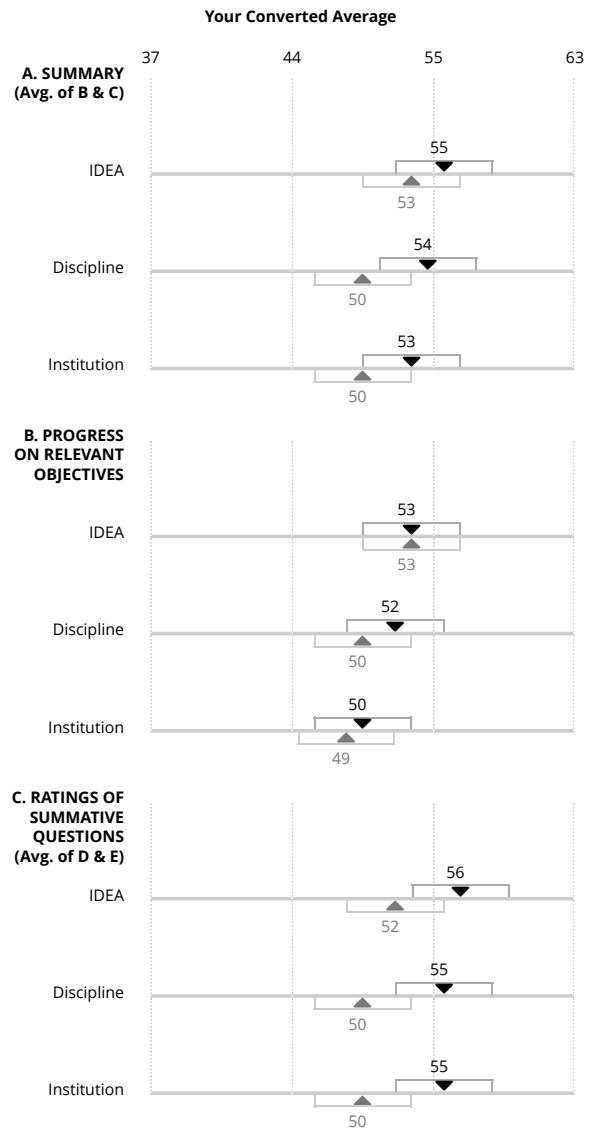 Your Converted Average
37 44 55 63
A. SUMMARY
(Avg. of B & C)
55
IDEA
53
54
Discipline
50
53
Institution
50
B. PROGRESS
ON RELEVANT
OBJECTIVES
53
IDEA
53
52
Discipline
50
50
Institution
49
C. RATINGS OF
SUMMATIVE
QUESTIONS
(Avg. of D & E)
56
IDEA
52
55
Discipline
50
55
Institution
50